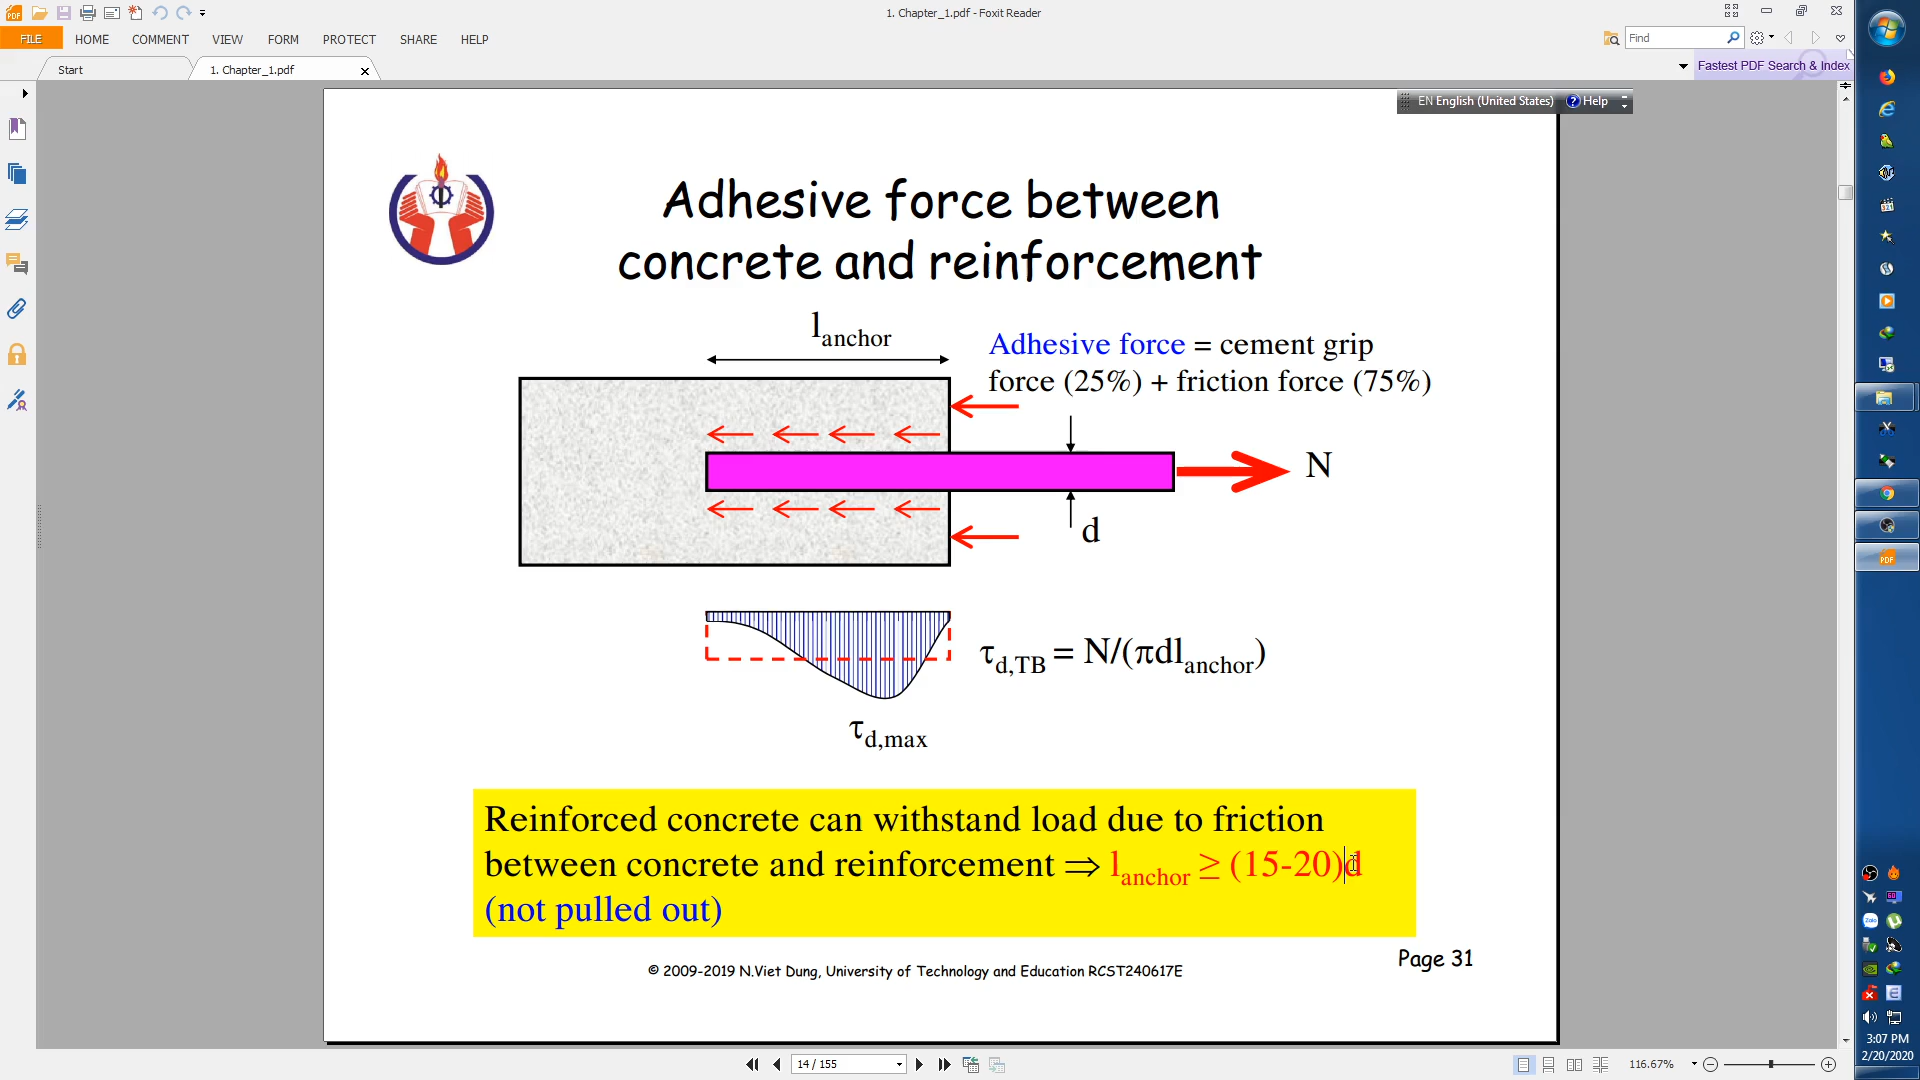 1. Chapter_1.pdf - Foxit Reader
FILE HOME COMMENT VIEW FORM PROTECT SHARE HELP
Find
Start
1. Chapter_1.pdf
Fastest PDF Search & Index
EN English (United States) Help
Adhesive force between
concrete and reinforcement
l anchor
Adhesive force = cement grip
force (25%) + friction force (75%)
N
d
τd,TB = N/(πdlanchor)
τd,max
Reinforced concrete can withstand load due to friction
between concrete and reinforcement ⇒ lanchor ≥ (15-20)d
(not pulled out)
Page 31
© 2009-2019 N.Viet Dung, University of Technology and Education RCST240617E
14 / 155
116.67%
3:07 PM
2/20/2020